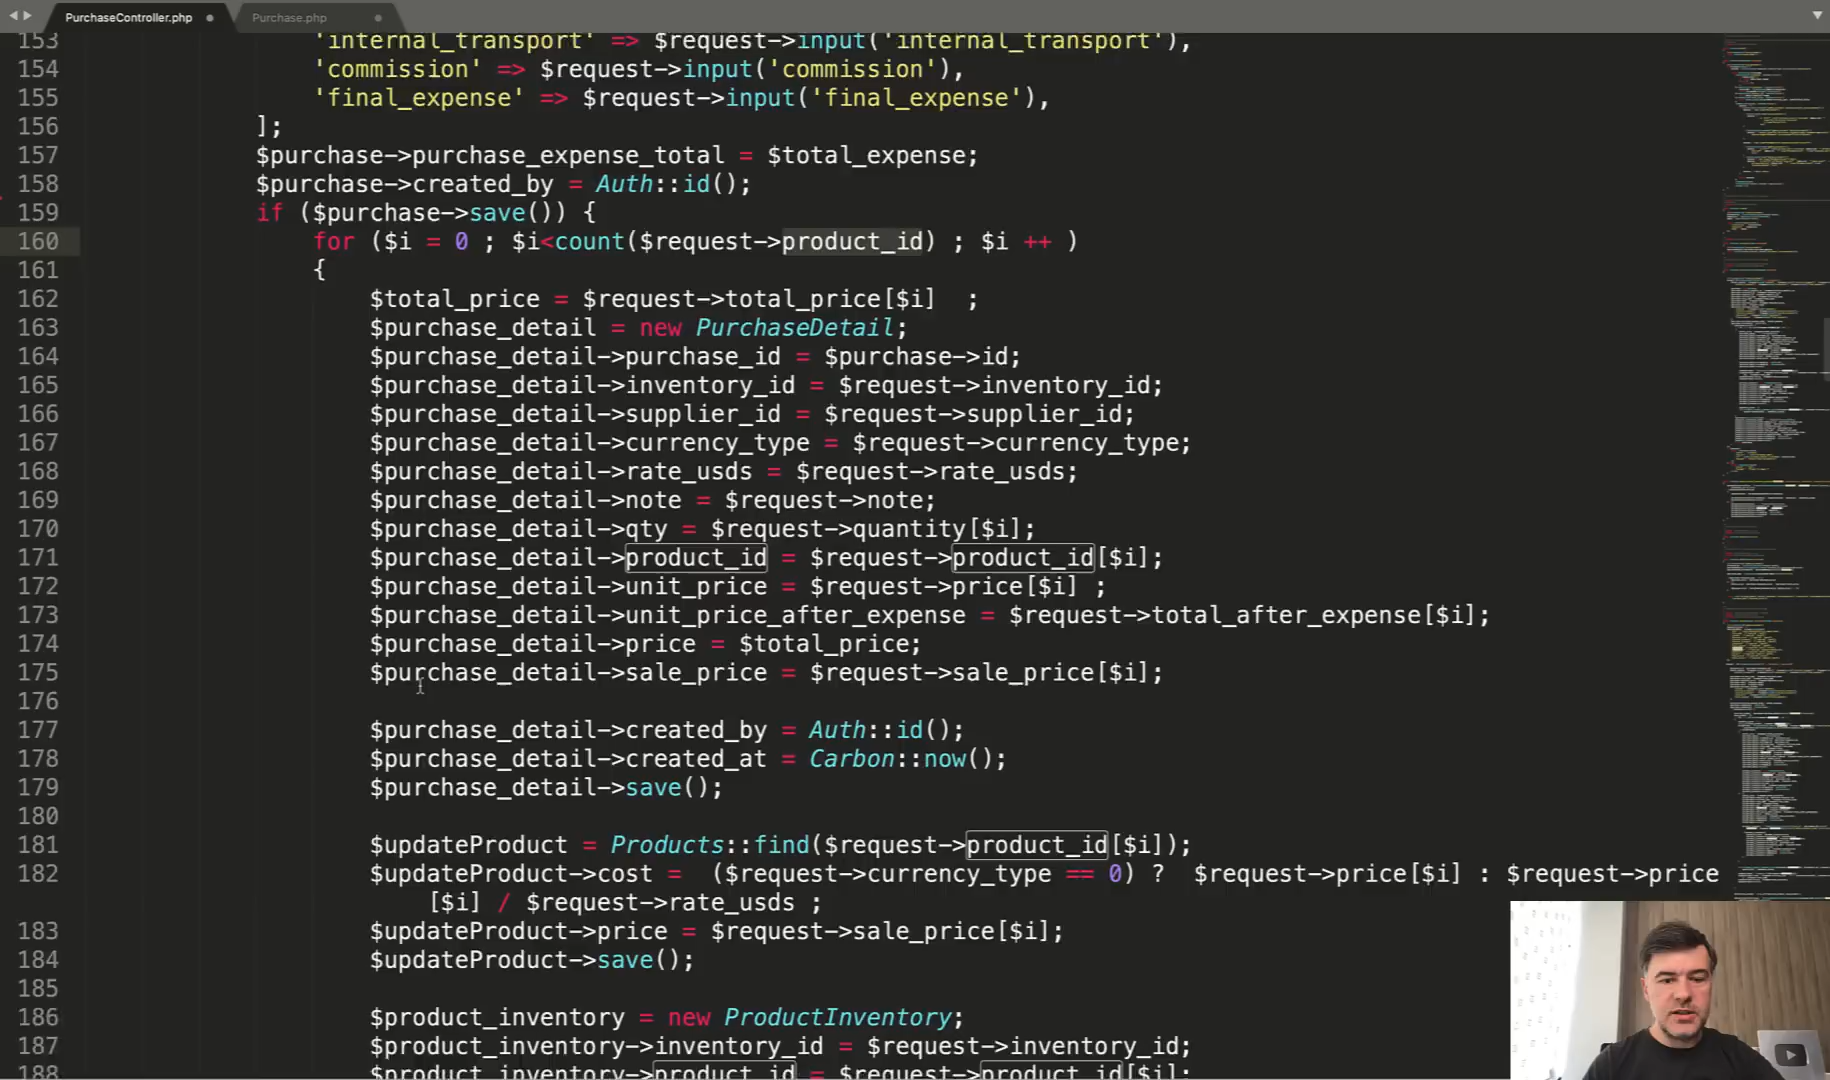 PurchaseController.php
Purchase.php
153 'internal_transport' => $request->input('internal_transport'),
154 'commission' => $request->input('commission'),
155 'final_expense' => $request->input('final_expense'),
156 ];
157 $purchase->purchase_expense_total = $total_expense;
158 $purchase->created_by = Auth::id();
159 if ($purchase->save()) {
160 for ($i = 0 ; $i<count($request->product_id) ; $i ++ )
161 {
162 $total_price = $request->total_price[$i]  ;
163 $purchase_detail = new PurchaseDetail;
164 $purchase_detail->purchase_id = $purchase->id;
165 $purchase_detail->inventory_id = $request->inventory_id;
166 $purchase_detail->supplier_id = $request->supplier_id;
167 $purchase_detail->currency_type = $request->currency_type;
168 $purchase_detail->rate_usds = $request->rate_usds;
169 $purchase_detail->note = $request->note;
170 $purchase_detail->qty = $request->quantity[$i];
171 $purchase_detail->product_id = $request->product_id[$i];
172 $purchase_detail->unit_price = $request->price[$i] ;
173 $purchase_detail->unit_price_after_expense = $request->total_after_expense[$i];
174 $purchase_detail->price = $total_price;
175 $purchase_detail->sale_price = $request->sale_price[$i];
176
177 $purchase_detail->created_by = Auth::id();
178 $purchase_detail->created_at = Carbon::now();
179 $purchase_detail->save();
180
181 $updateProduct = Products::find($request->product_id[$i]);
182 $updateProduct->cost =  ($request->currency_type == 0) ?  $request->price[$i] : $request->price
[$i] / $request->rate_usds ;
183 $updateProduct->price = $request->sale_price[$i];
184 $updateProduct->save();
185
186 $product_inventory = new ProductInventory;
187 $product_inventory->inventory_id = $request->inventory_id;
188 $product_inventory->product_id = $request->product_id[$i];